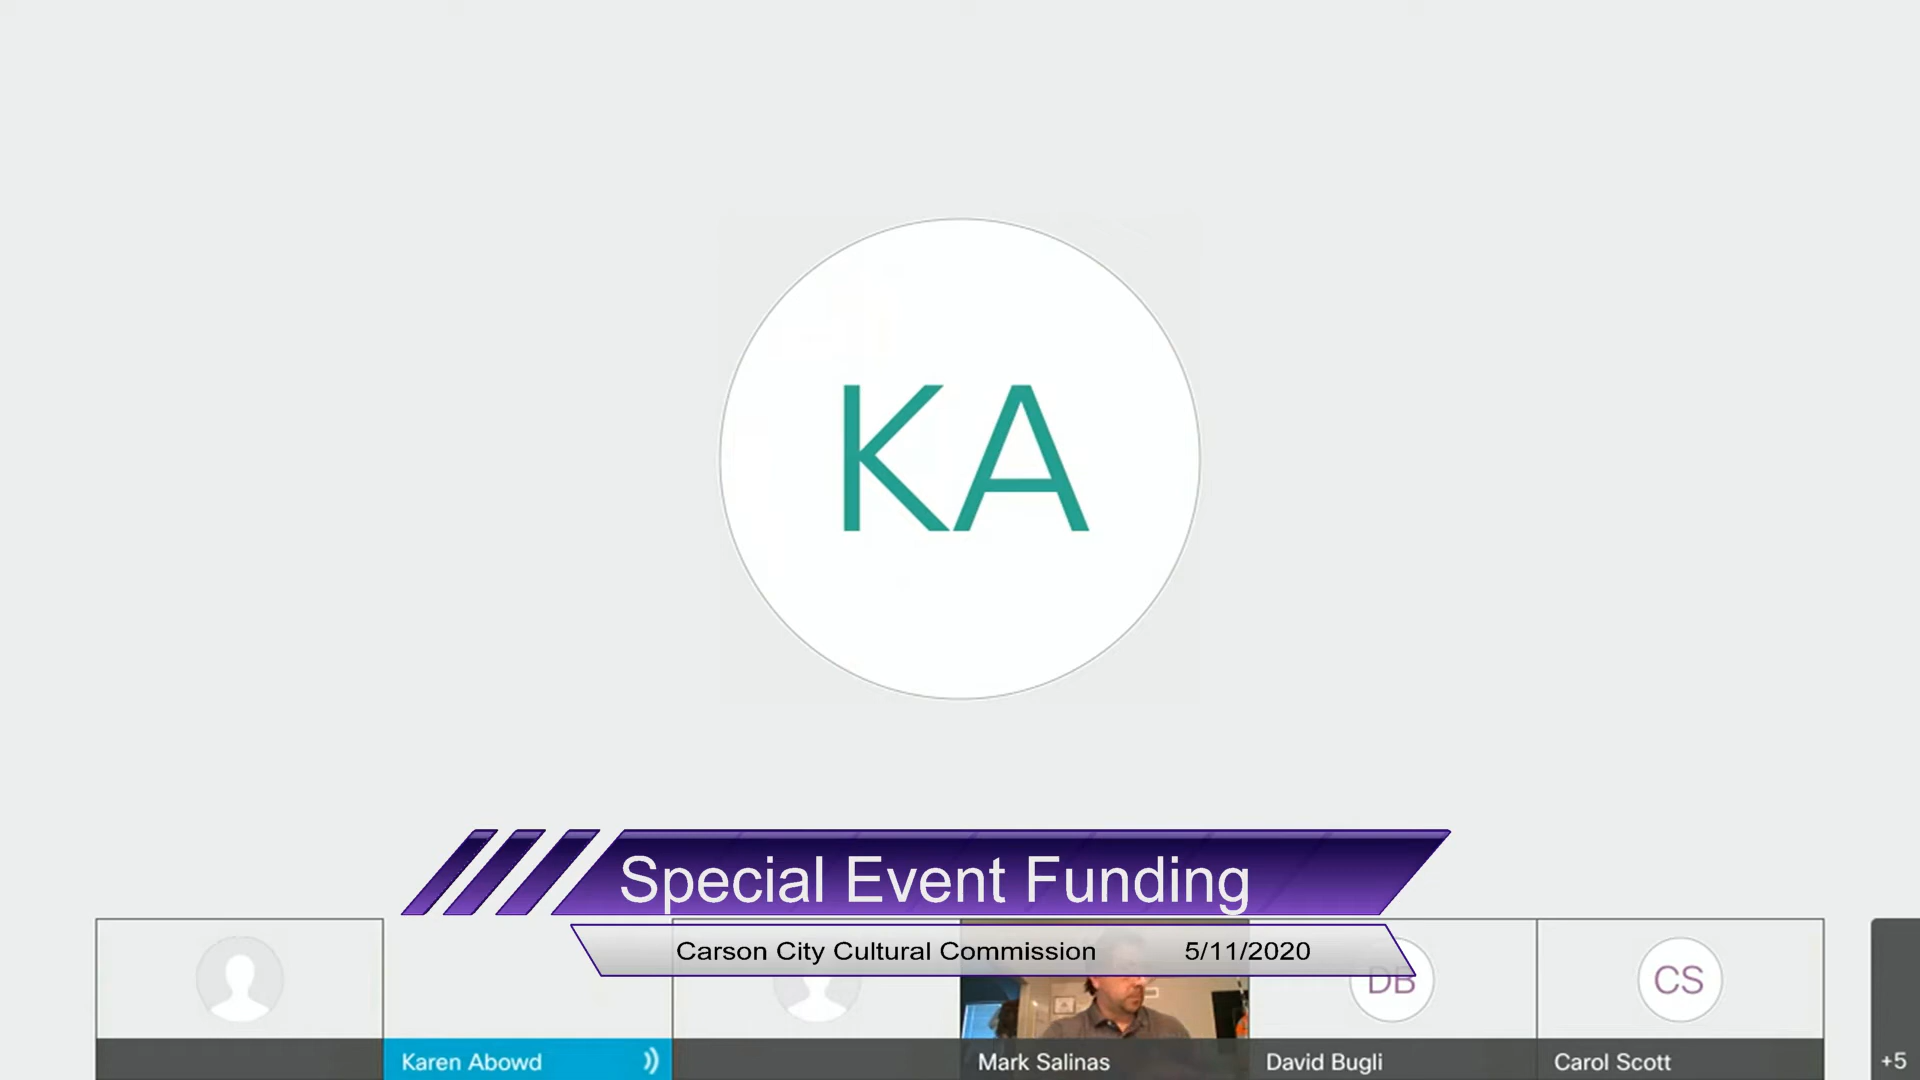 KA
Special Event Funding
Carson City Cultural Commission 5/11/2020
DB
CS
Karen Abowd
Mark Salinas
David Bugli
Carol Scott
+5